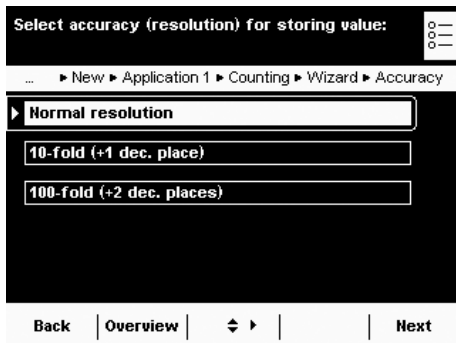 Select accuracy (resolution) for storing value:
... ▸ New ▸ Application 1 ▸ Counting ▸ Wizard ▸ Accuracy
Normal resolution
10-fold (+1 dec. place)
100-fold (+2 dec. places)
Back Overview Next